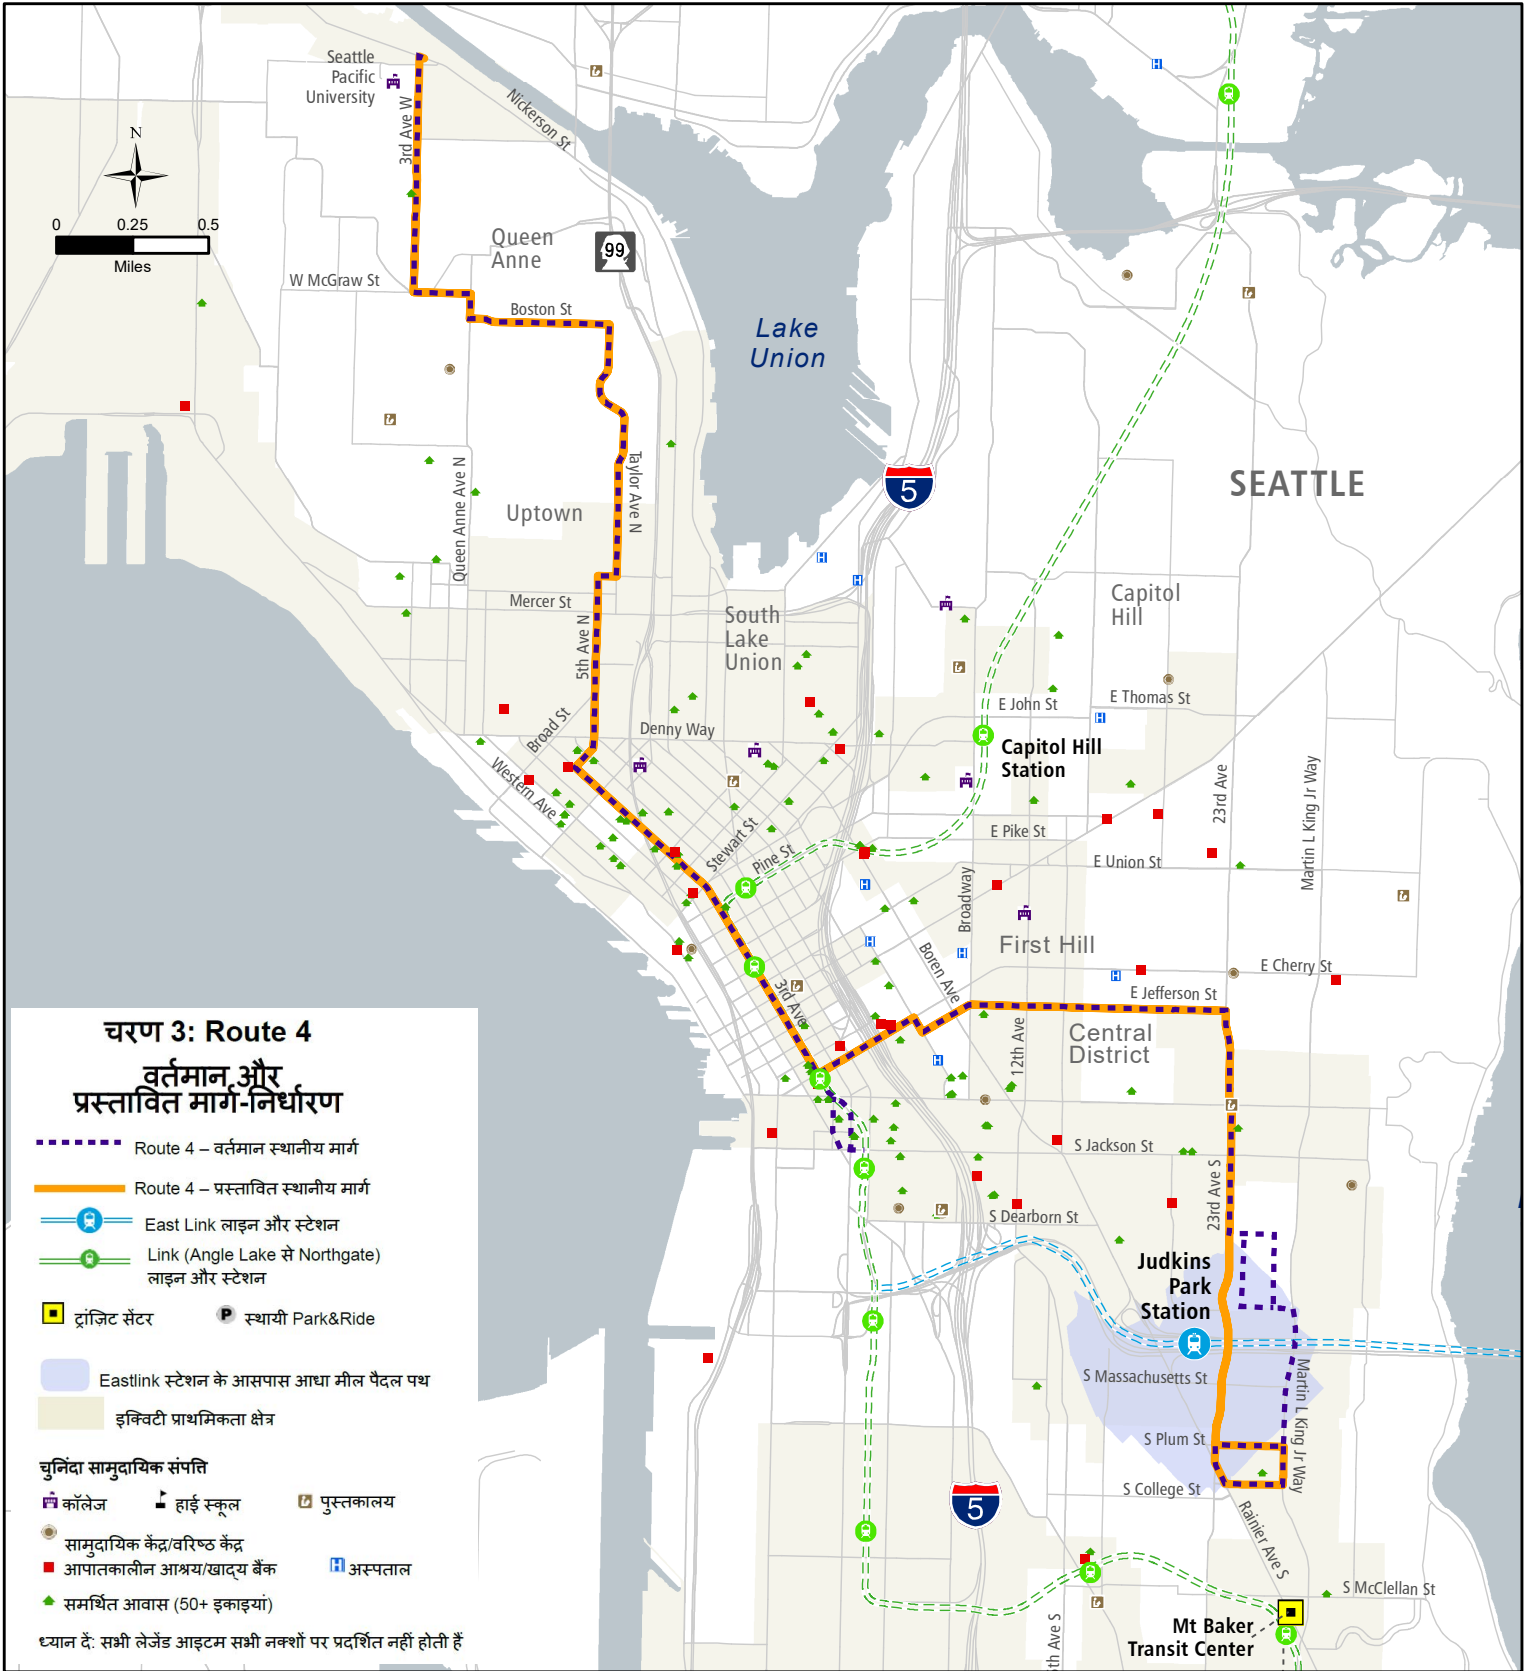 Seattle
Pacific
University
3rd Ave W
Nickerson St
N
0 0.25 0.5
Miles
Queen
Anne
99
W McGraw St
Boston St
Lake
Union
Taylor Ave N
Queen Anne Ave N
Uptown
5
SEATTLE
Mercer St
5th Ave N
South
Lake
Union
Capitol
Hill
E John St
E Thomas St
Broad St
Denny Way
Capitol Hill
Station
Western Ave
23rd Ave
Martin L King Jr Way
Stewart St
Pine St
E Pike St
E Union St
Broadway
First Hill
Boren Ave
E Cherry St
3rd Ave
E Jefferson St
12th Ave
Central
District
S Jackson St
23rd Ave S
S Dearborn St
Judkins
Park
Station
S Massachusetts St
Martin L King Jr Way
S Plum St
S College St
5
Rainier Ave S
S McClellan St
Mt Baker
Transit Center
th Ave S
चरण 3: Route 4
वर्तमान और
प्रस्तावित मार्ग-निर्धारण
Route 4 – वर्तमान स्थानीय मार्ग
Route 4 – प्रस्तावित स्थानीय मार्ग
East Link लाइन और स्टेशन
Link (Angle Lake से Northgate)
लाइन और स्टेशन
ट्रांज़िट सेंटर
P स्थायी Park&Ride
Eastlink स्टेशन के आसपास आधा मील पैदल पथ
इक्विटी प्राथमिकता क्षेत्र
चुनिंदा सामुदायिक संपत्ति
कॉलेज हाई स्कूल पुस्तकालय
सामुदायिक केंद्र/वरिष्ठ केंद्र
आपातकालीन आश्रय/खाद्य बैंक H अस्पताल
समर्थित आवास (50+ इकाइयां)
ध्यान दें: सभी लेजेंड आइटम सभी नक्शों पर प्रदर्शित नहीं होती हैं